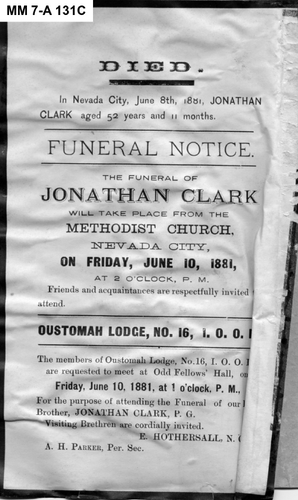 MM 7-A 131C
DIED.
In Nevada City, June 8th, 1881, JONATHAN
CLARK aged 52 years and 11 months.
FUNERAL NOTICE.
THE FUNERAL OF
JONATHAN CLARK
WILL TAKE PLACE FROM THE
METHODIST CHURCH,
NEVADA CITY,
ON FRIDAY, JUNE 10, 1881,
AT 2 O'CLOCK, P. M.
Friends and acquaintances are respectfully invited
attend.
OUSTOMAH LODGE, NO. 16, I. O. O.
The members of Oustomah Lodge, No.16, I. O. O.
are requested to meet at Odd Fellows' Hall, on
Friday, June 10, 1881, at 1 o'clock, P. M.,
For the purpose of attending the Funeral of our
Brother, JONATHAN CLARK, P. G.
Visiting Brethren are cordially invited.
E. HOTHERSALL, N.
A. H. PARKER, Per. Sec.